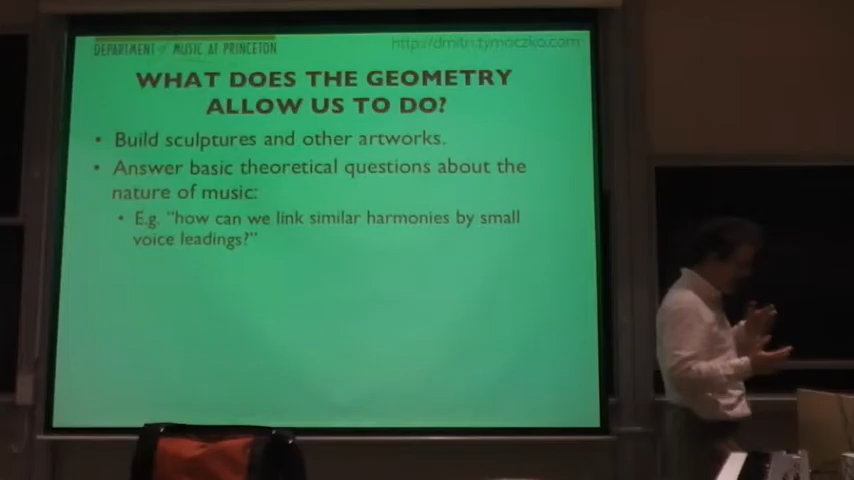 DEPARTMENT of MUSIC AT PRINCETON
http://dmitri.tymoczko.com
WHAT DOES THE GEOMETRY
ALLOW US TO DO?
• Build sculptures and other artworks.
• Answer basic theoretical questions about the
nature of music:
• E.g. "how can we link similar harmonies by small
voice leadings?"